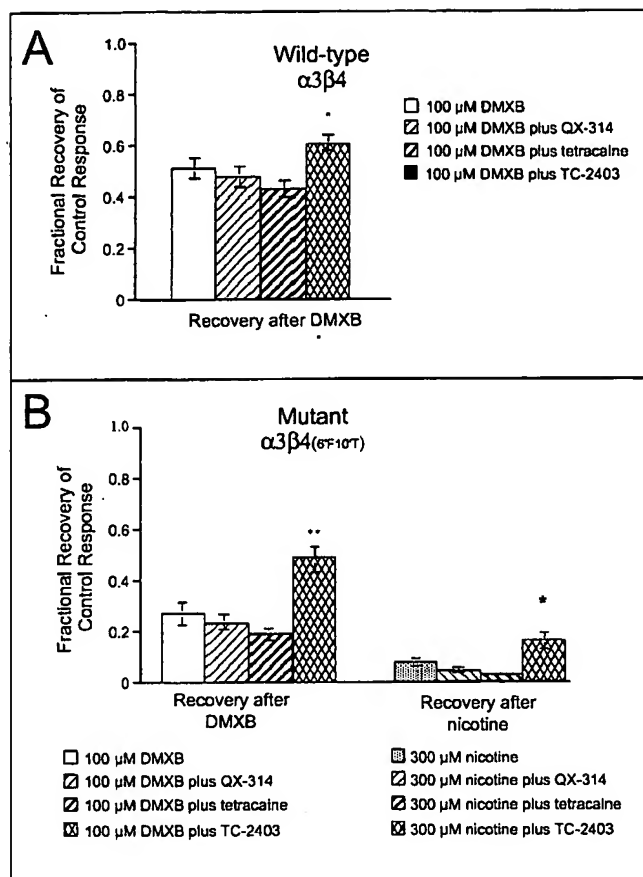 A
Wild-type
α3β4
Fractional Recovery of
Control Response
1.0
0.8
0.6
0.4
0.2
0
Recovery after DMXB
100 μM DMXB
100 μM DMXB plus QX-314
100 μM DMXB plus tetracaine
100 μM DMXB plus TC-2403
B
Mutant
α3β4(6'F10'T)
Fractional Recovery of
Control Response
1.0
0.8
0.6
0.4
0.2
0
**
*
Recovery after
DMXB
Recovery after
nicotine
100 μM DMXB
100 μM DMXB plus QX-314
100 μM DMXB plus tetracaine
100 μM DMXB plus TC-2403
300 μM nicotine
300 μM nicotine plus QX-314
300 μM nicotine plus tetracaine
300 μM nicotine plus TC-2403